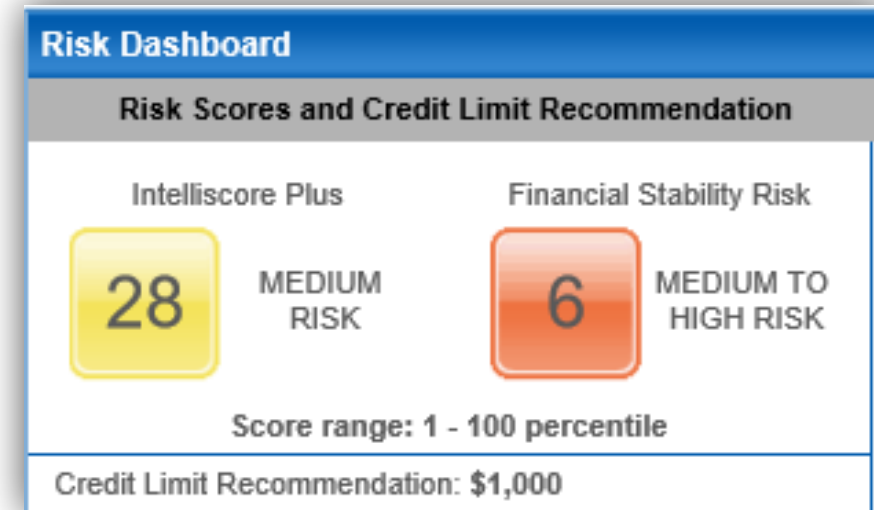 Risk Dashboard
Risk Scores and Credit Limit Recommendation
Intelliscore Plus
Financial Stability Risk
28
MEDIUM
RISK
6
MEDIUM TO
HIGH RISK
Score range: 1 - 100 percentile
Credit Limit Recommendation: $1,000